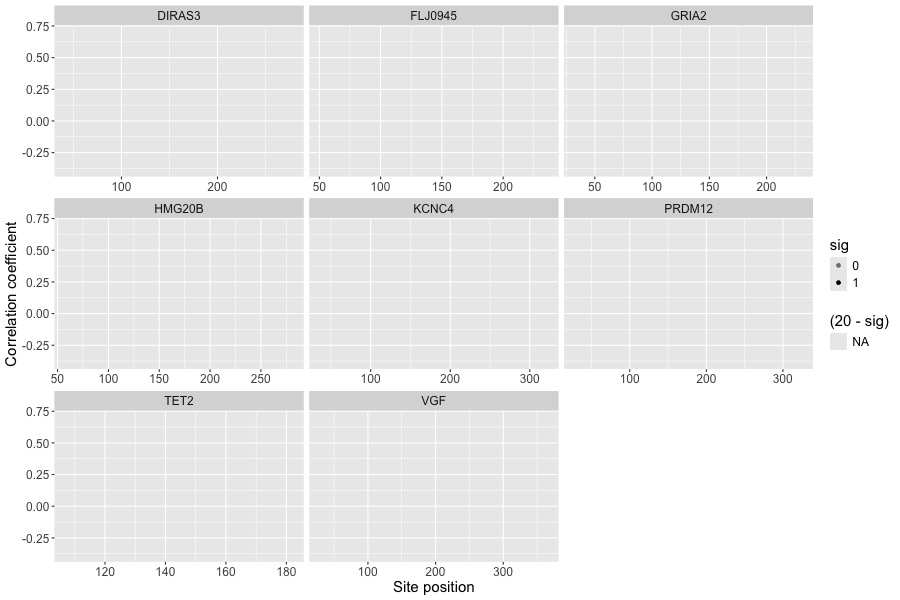 DIRAS3 FLJ0945 GRIA2
0.75
0.50
0.25
0.00
-0.25
100 200 50 100 150 200 50 100 150 200
HMG20B KCNC4 PRDM12
0.75
0.50
0.25
0.00
-0.25
50 100 150 200 250 100 200 300 100 200 300
TET2 VGF
0.75
0.50
0.25
0.00
-0.25
120 140 160 180 100 200 300
Site position
Correlation coefficient
sig
0
1
(20 - sig)
NA